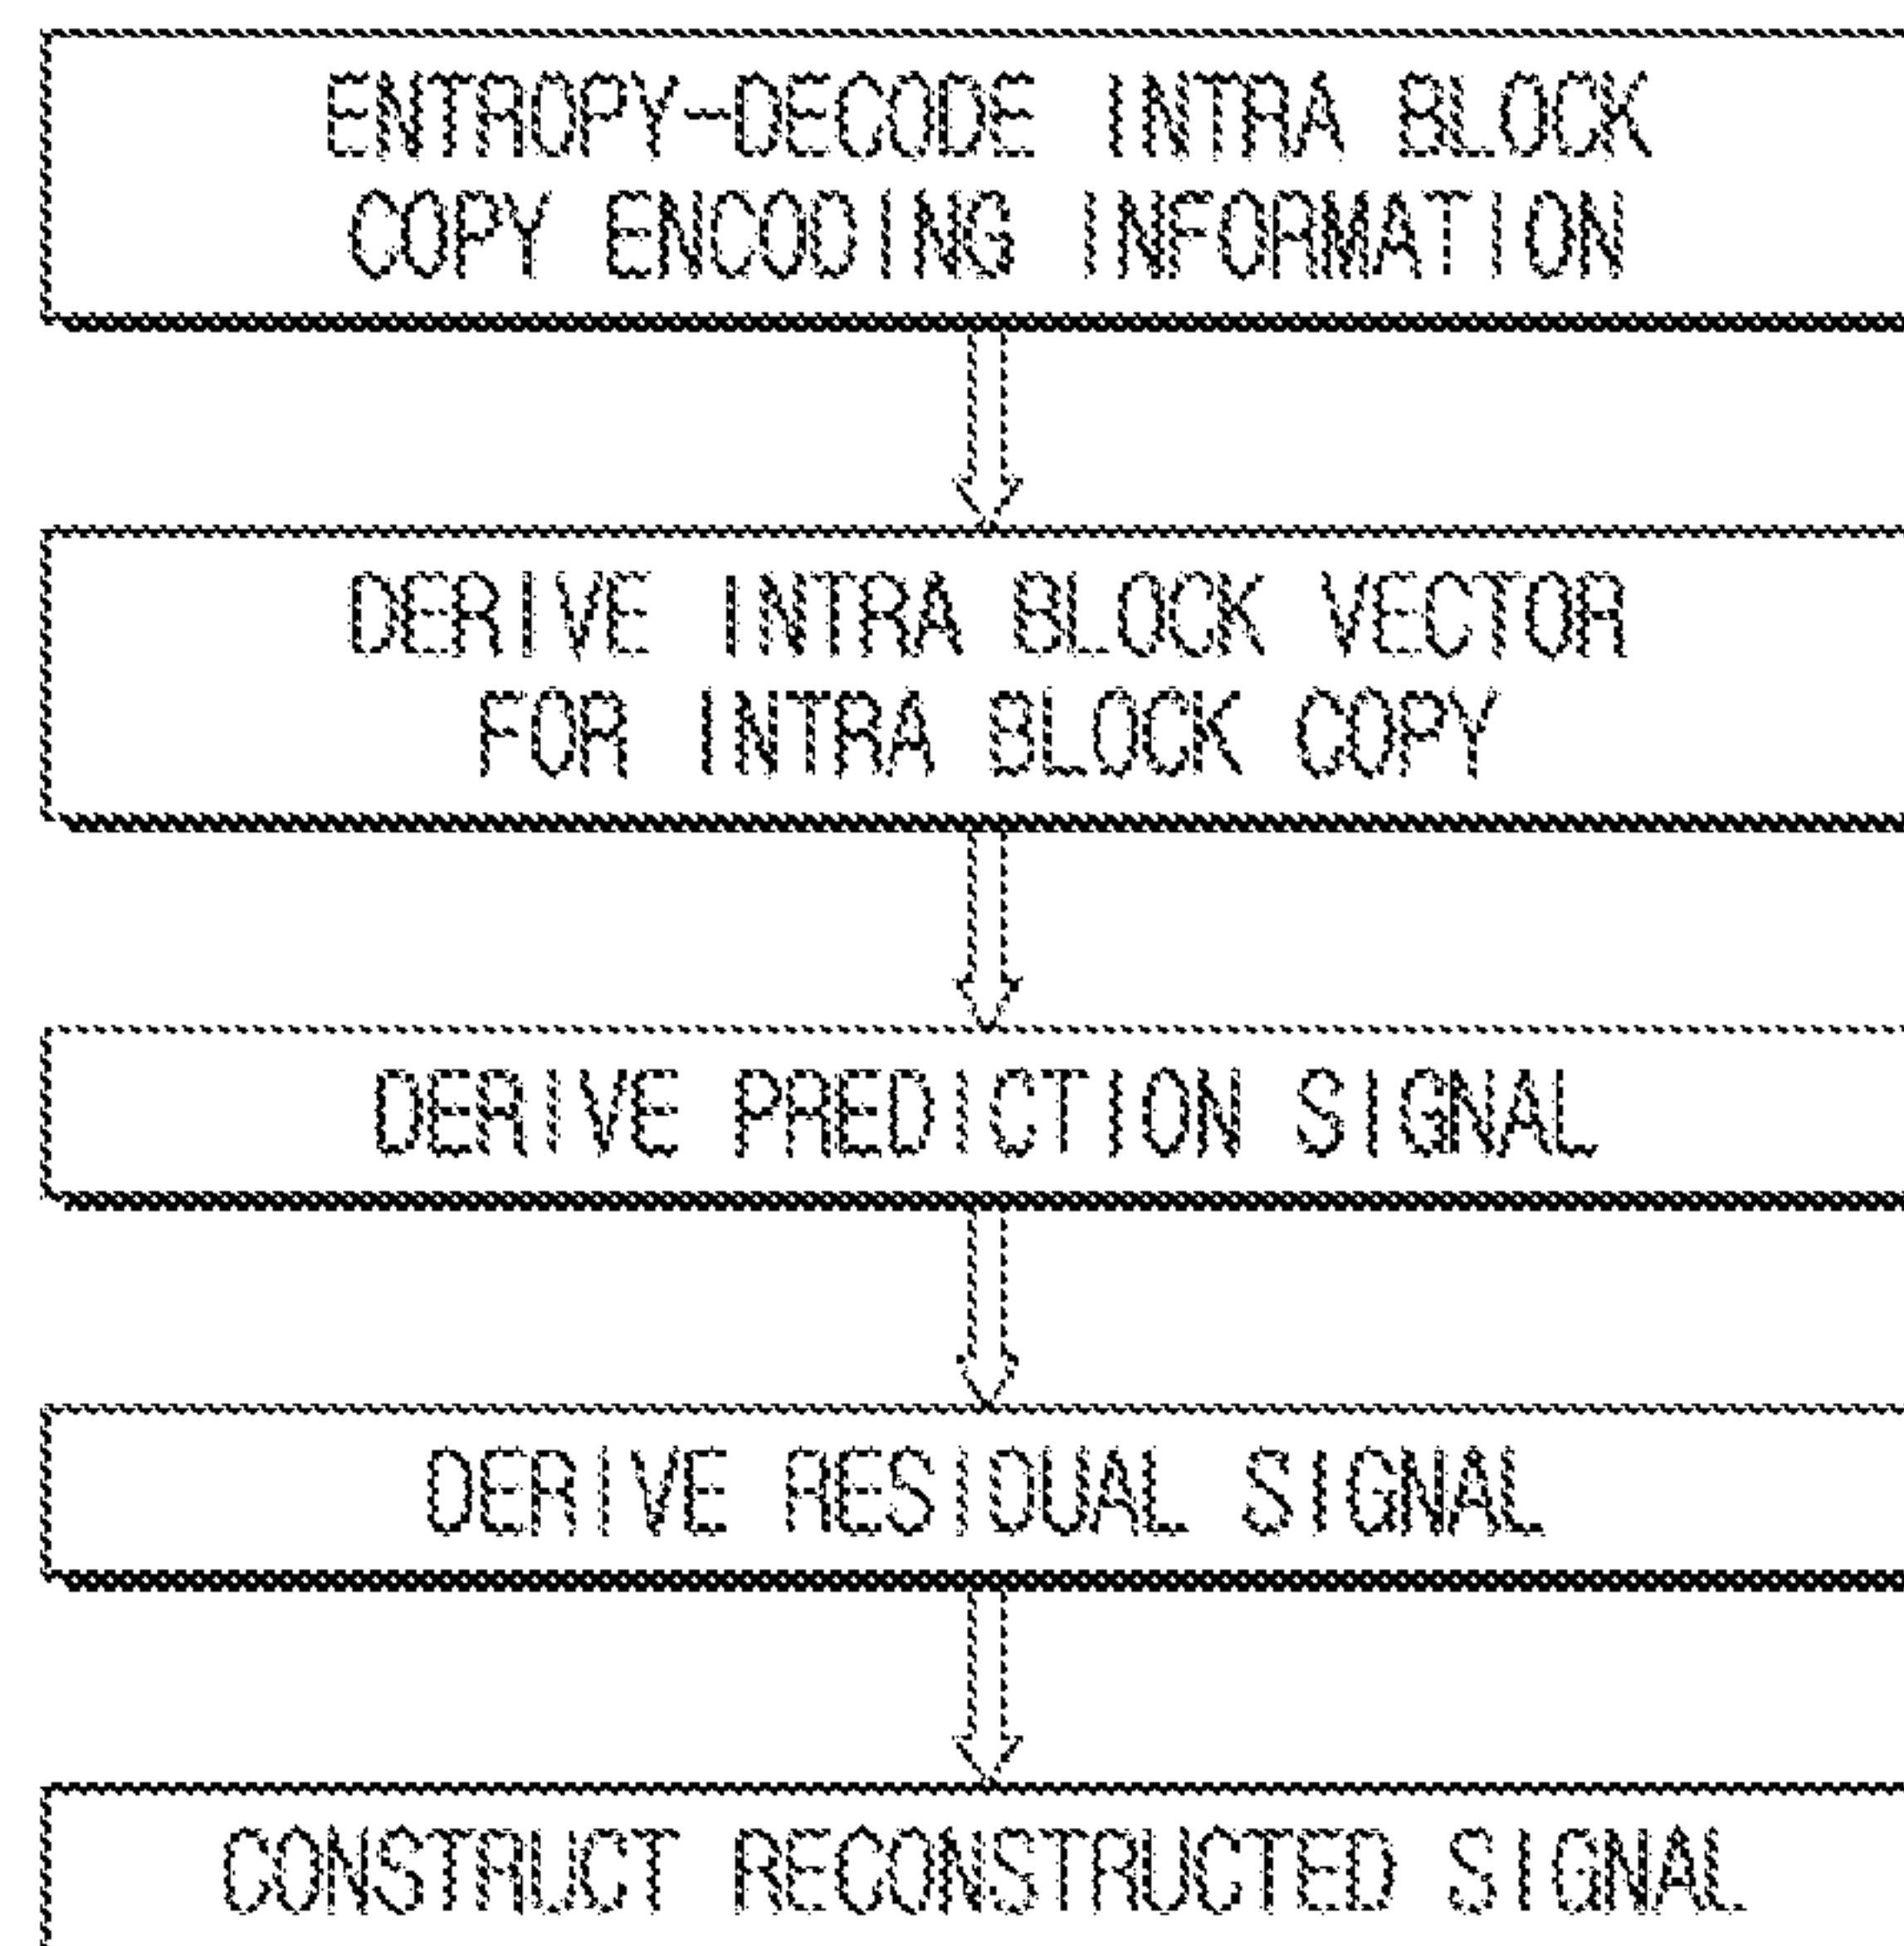 ENTROPY-DECODE INTRA BLOCK
COPY ENCODING INFORMATION
DERIVE INTRA BLOCK VECTOR
FOR INTRA BLOCK COPY
DERIVE PREDICTION SIGNAL
DERIVE RESIDUAL SIGNAL
CONSTRUCT RECONSTRUCTED SIGNAL